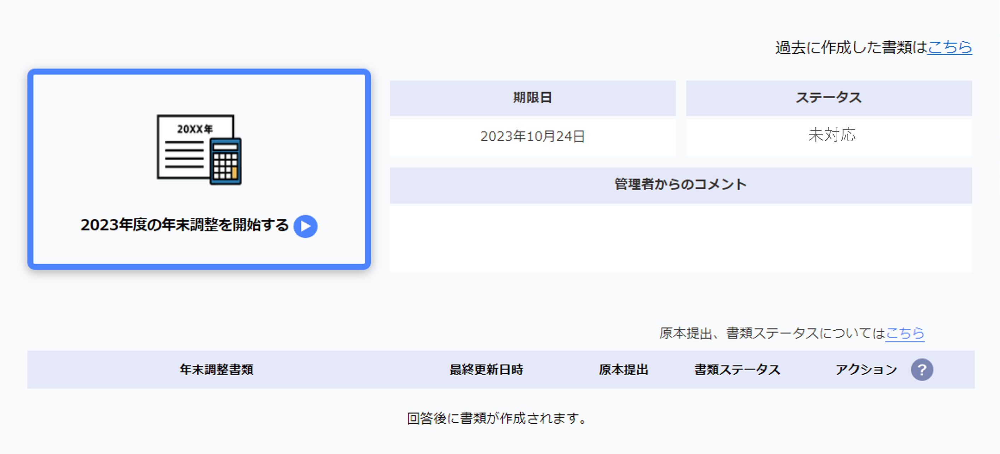 過去に作成した書類はこちら
20XX年
2023年度の年末調整を開始する
期限日
ステータス
2023年10月24日
未対応
管理者からのコメント
原本提出、書類ステータスについてはこちら
年末調整書類 最終更新日時 原本提出 書類ステータス アクション ?
回答後に書類が作成されます。